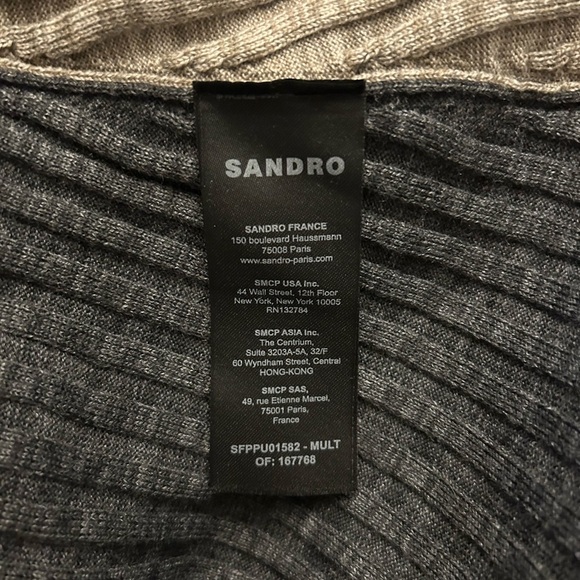 SANDRO
SANDRO FRANCE
150 boulevard Haussmann
75008 Paris
www.sandro-paris.com
SMCP USA Inc.
44 Wall Street, 12th Floor
New York, New York 10005
RN132784
SMCP ASIA Inc.
The Centrium,
Suite 3203A-5A, 32/F
60 Wyndham Street, Central
HONG-KONG
SMCP SAS,
49, rue Etienne Marcel,
75001 Paris,
France
SFPPU01582 - MULT
OF: 167768